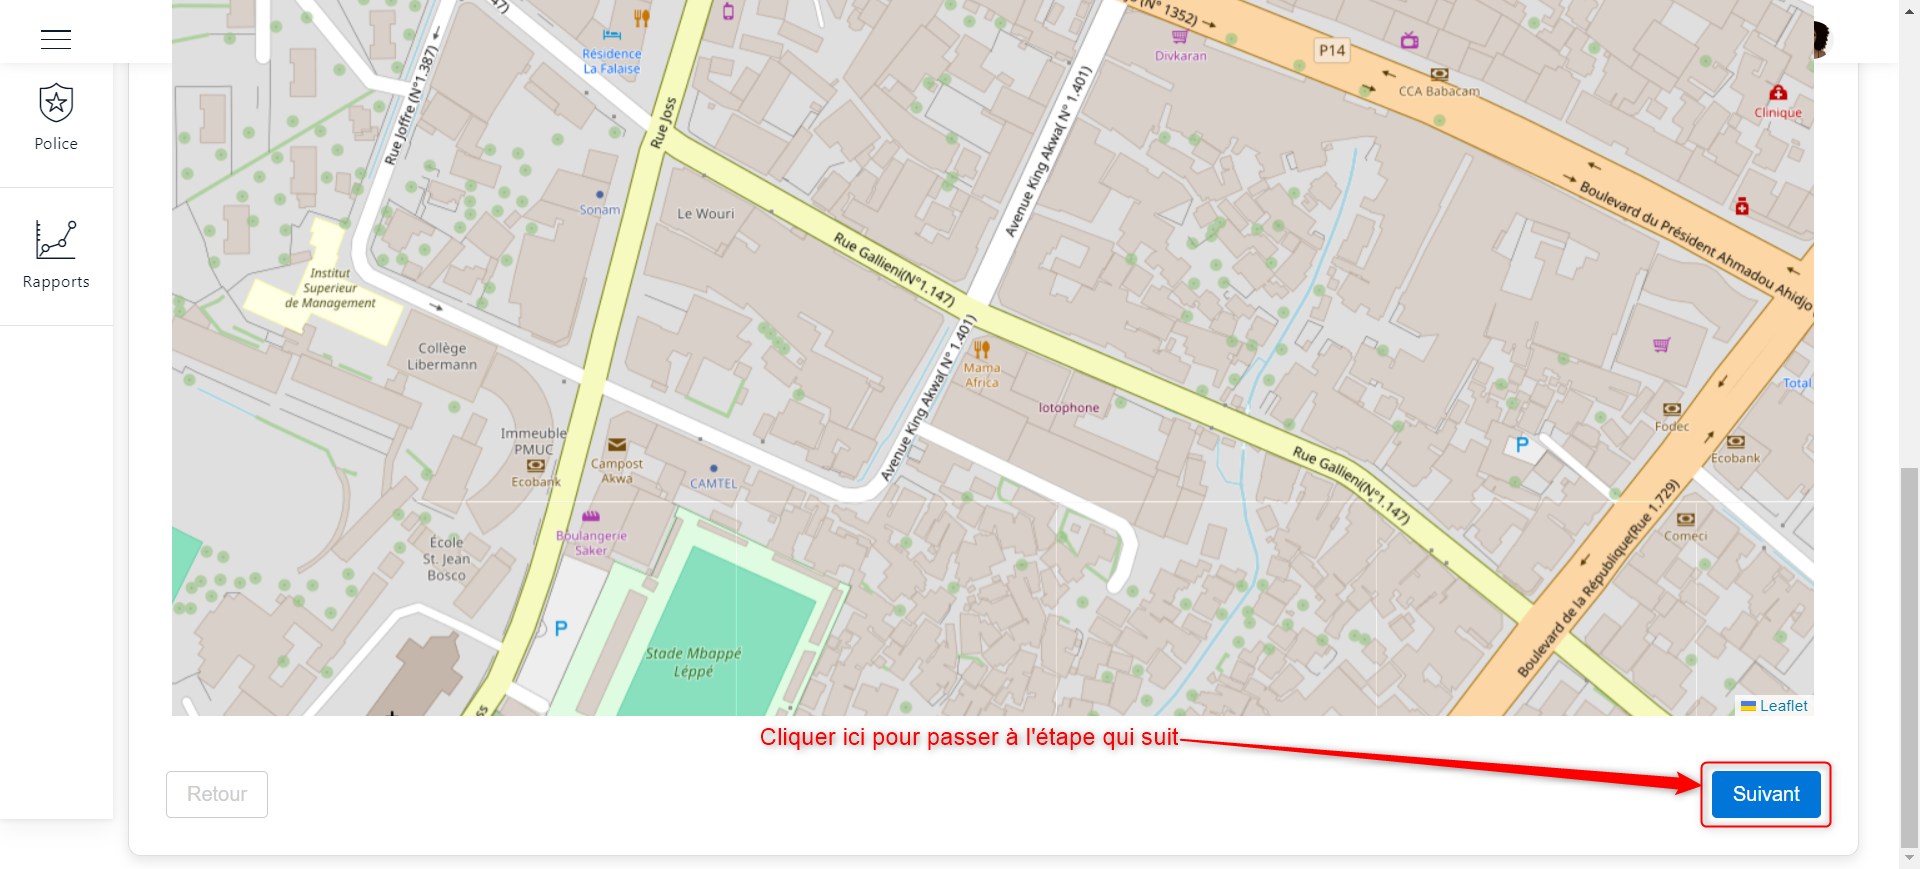 Police
Rapports
47)
Rue Joffre (N°1.387)
Résidence
La Falaise
Rue Joss
Divkaran
(N° 1352)
P14
CCA Babacam
Clinique
Avenue King Akwa( N° 1.401)
Boulevard du Président Ahmadou Ahidjo
Sonam
Le Wouri
Rue Gallieni(N°1.147)
Institut
Superieur
de Management
Collège
Libermann
Avenue King Akwa( N° 1.401)
Mama
Africa
lotophone
Total
Fodec
Ecobank
Immeuble
PMUC
Ecobank
Campost
Akwa
CAMTEL
P
Rue Gallieni(N°1.147)
Boulevard de la République(Rue 1.729)
Comeci
Boulangerie
Saker
École
St. Jean
Bosco
P
Stade Mbappé
Léppé
ss
Leaflet
Cliquer ici pour passer à l'étape qui suit
Retour
Suivant